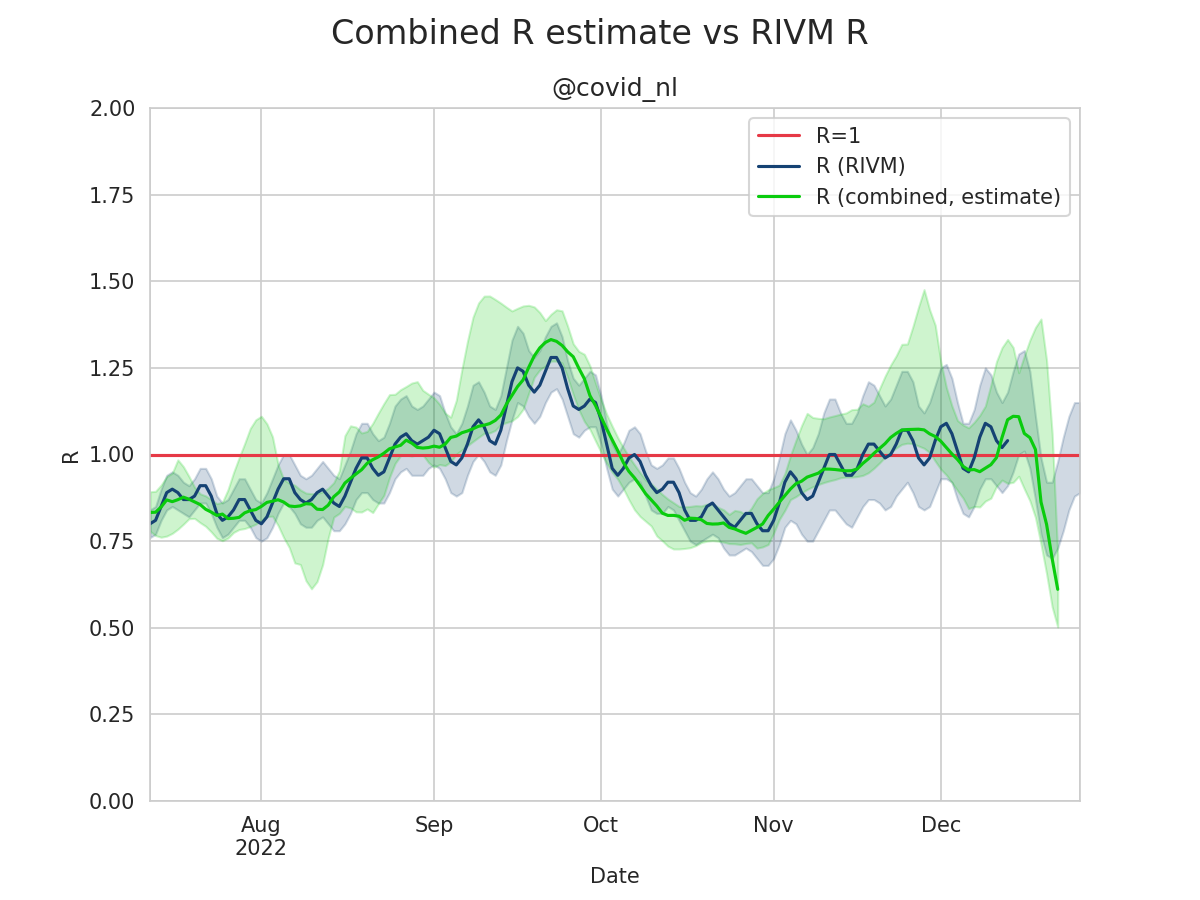 Combined R estimate vs RIVM R
@covid_nl
2.00
1.75
1.50
1.25
1.00
0.75
0.50
0.25
0.00
R
R=1
R (RIVM)
R (combined, estimate)
Aug Sep Oct Nov Dec
2022
Date